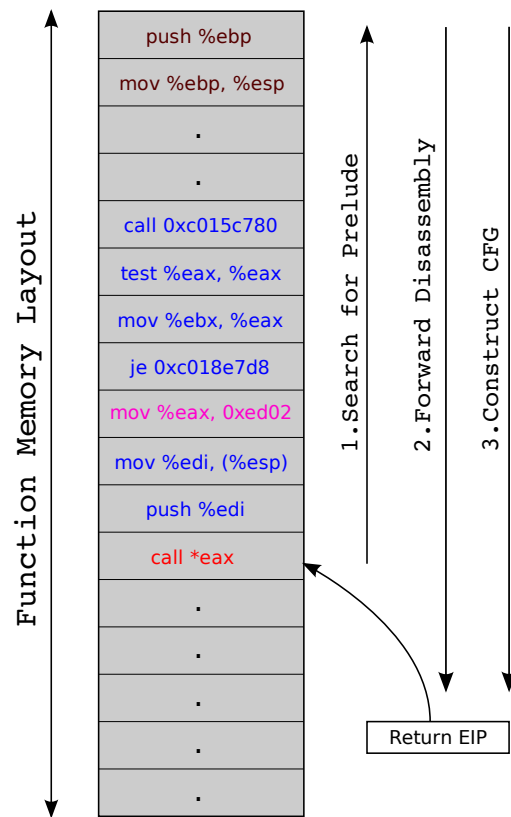 Function Memory Layout
push %ebp
mov %ebp, %esp
.
.
call 0xc015c780
test %eax, %eax
mov %ebx, %eax
je 0xc018e7d8
mov %eax, 0xed02
mov %edi, (%esp)
push %edi
call *eax
.
.
.
.
.
1.Search for Prelude
2.Forward Disassembly
3.Construct CFG
Return EIP